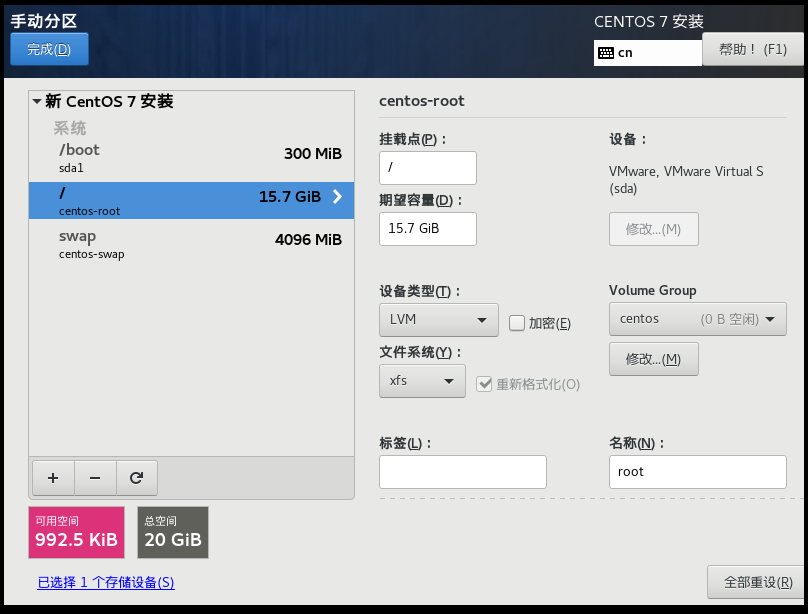 手动分区
CENTOS 7 安装
完成(D)
cn
帮助！(F1)
新 CentOS 7 安装
系统
/boot
300 MiB
sda1
/
15.7 GiB
centos-root
swap
4096 MiB
centos-swap
+ −
可用空间
992.5 KiB
总空间
20 GiB
已选择 1 个存储设备(S)
centos-root
挂载点(P)：
/
期望容量(D)：
15.7 GiB
设备：
VMware, VMware Virtual S
(sda)
修改...(M)
设备类型(T)：
LVM
加密(E)
Volume Group
centos (0 B 空闲)
修改...(M)
文件系统(Y)：
xfs
重新格式化(O)
标签(L)：
名称(N)：
root
全部重设(R)